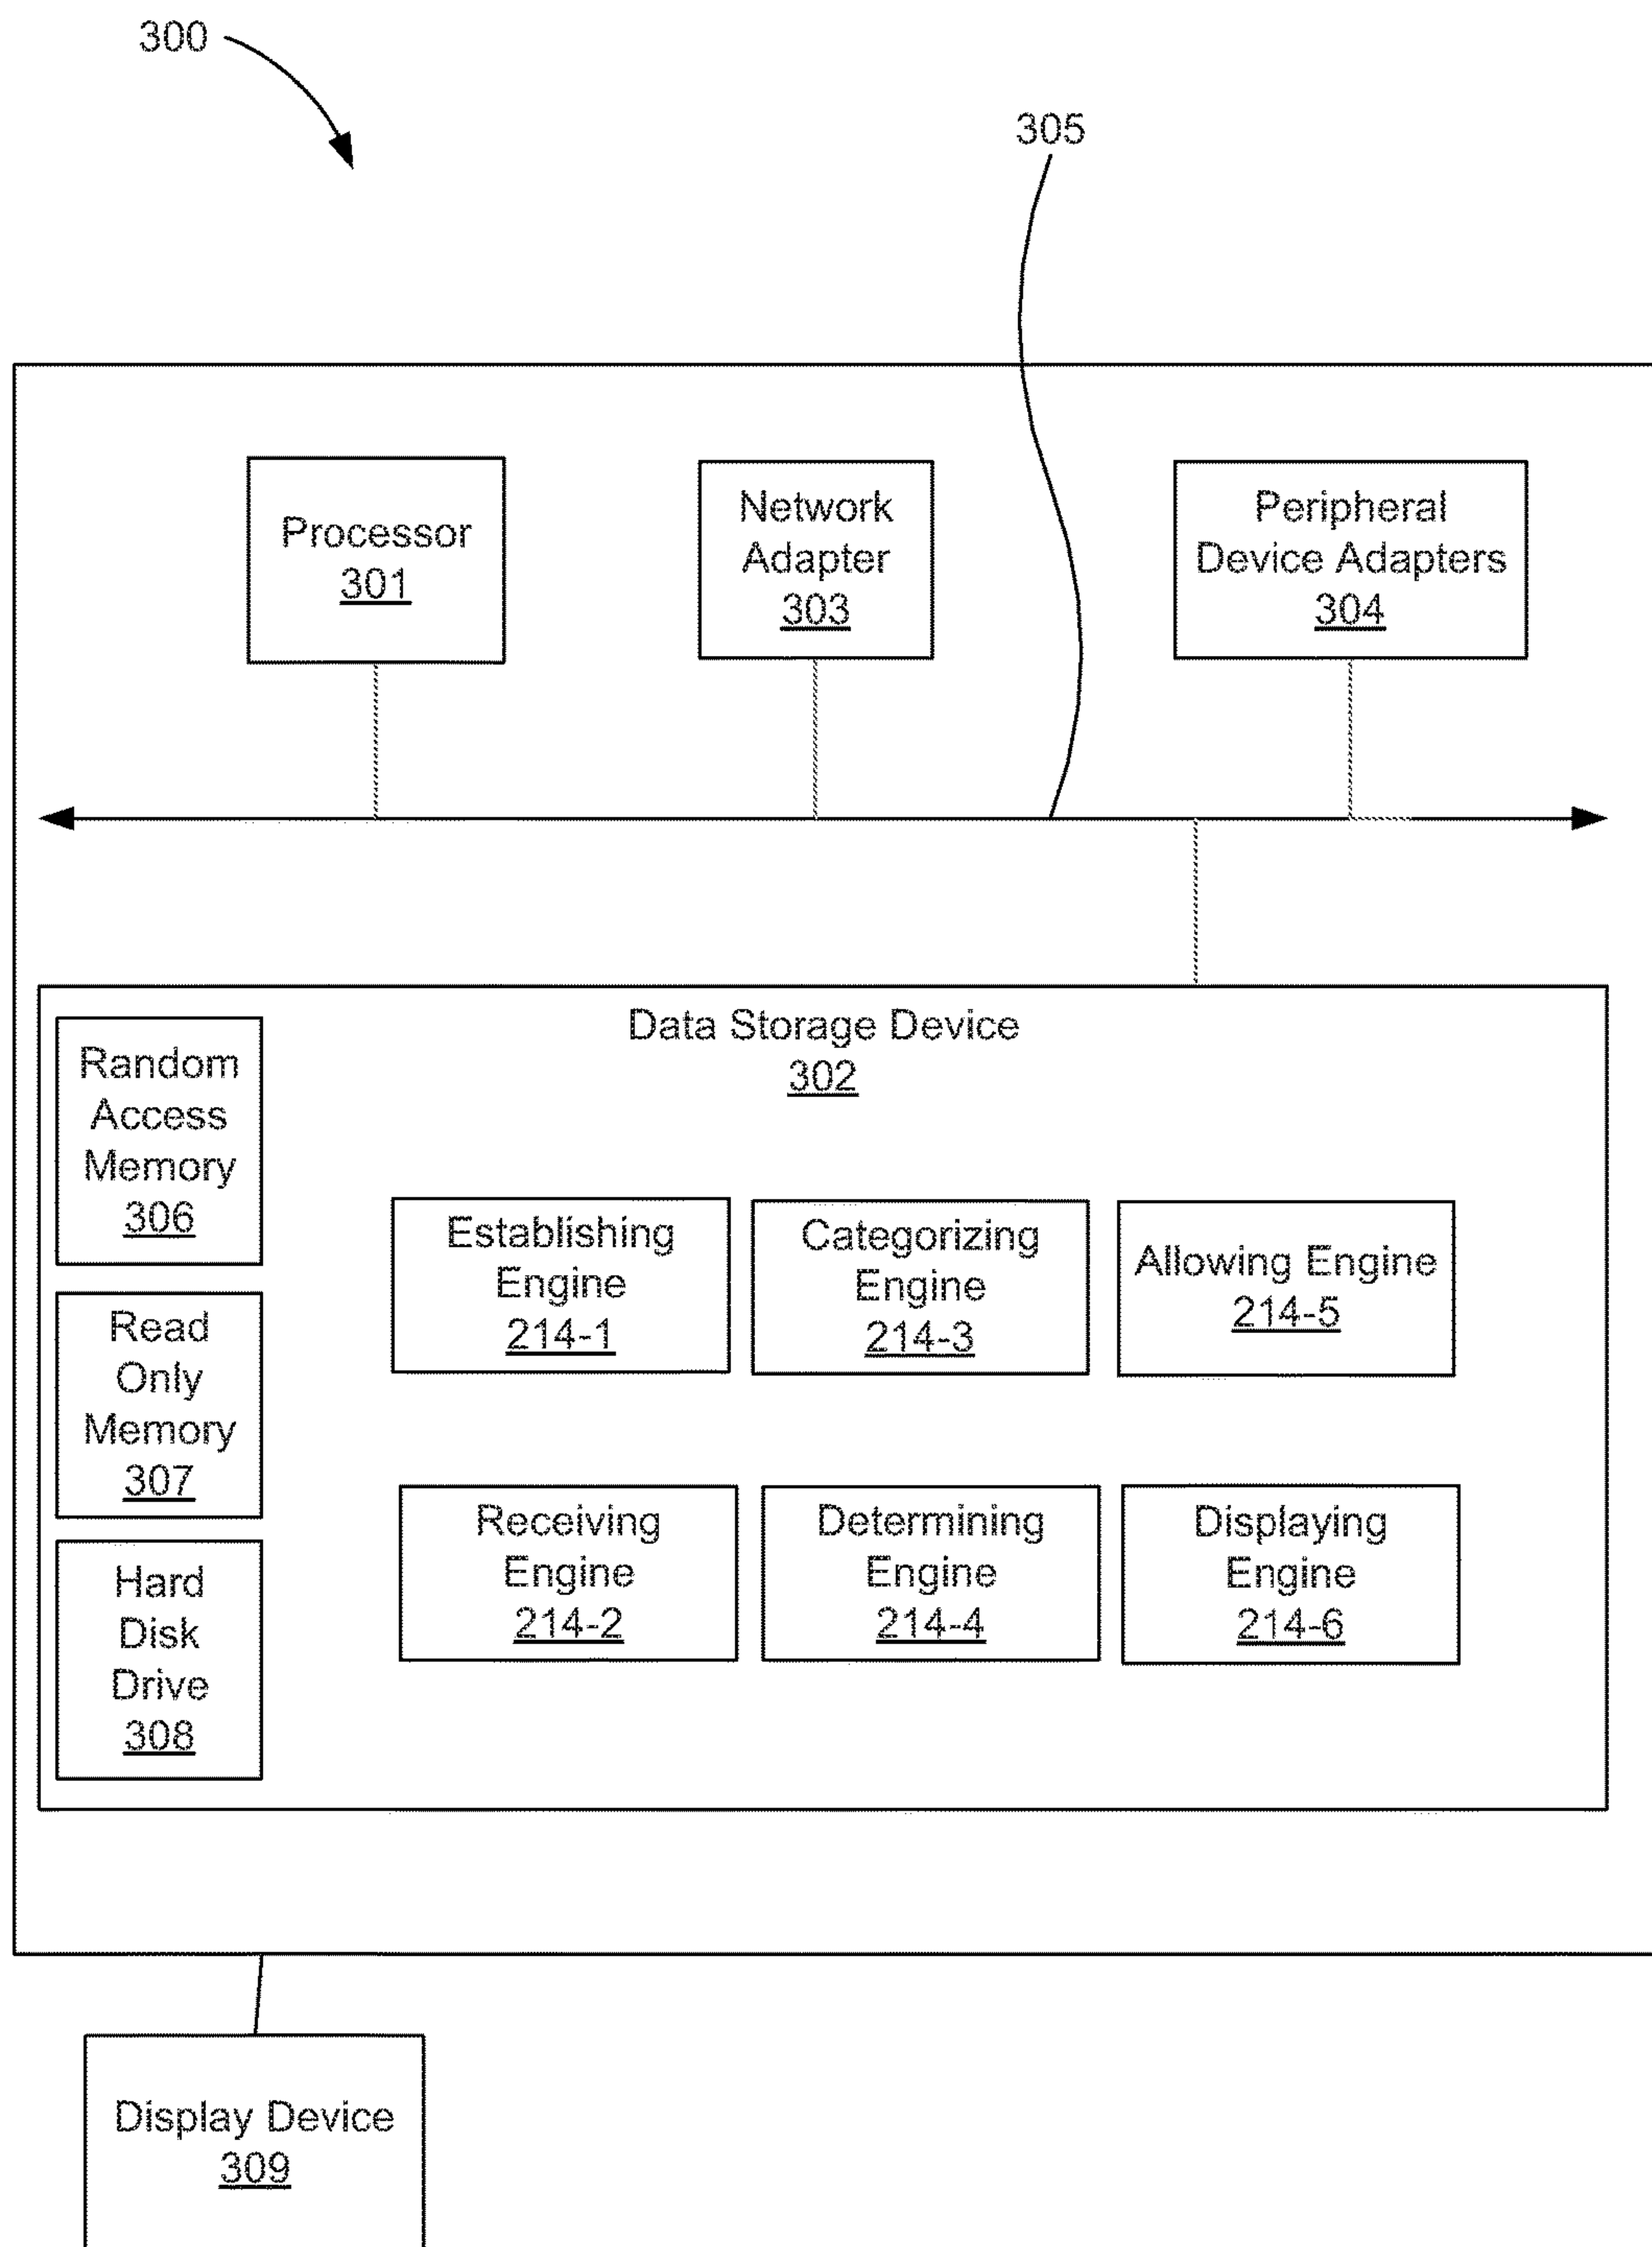 300
305
Processor
301
Network
Adapter
303
Peripheral
Device Adapters
304
Data Storage Device
302
Random
Access
Memory
306
Read
Only
Memory
307
Hard
Disk
Drive
308
Establishing
Engine
214-1
Categorizing
Engine
214-3
Allowing Engine
214-5
Receiving
Engine
214-2
Determining
Engine
214-4
Displaying
Engine
214-6
Display Device
309